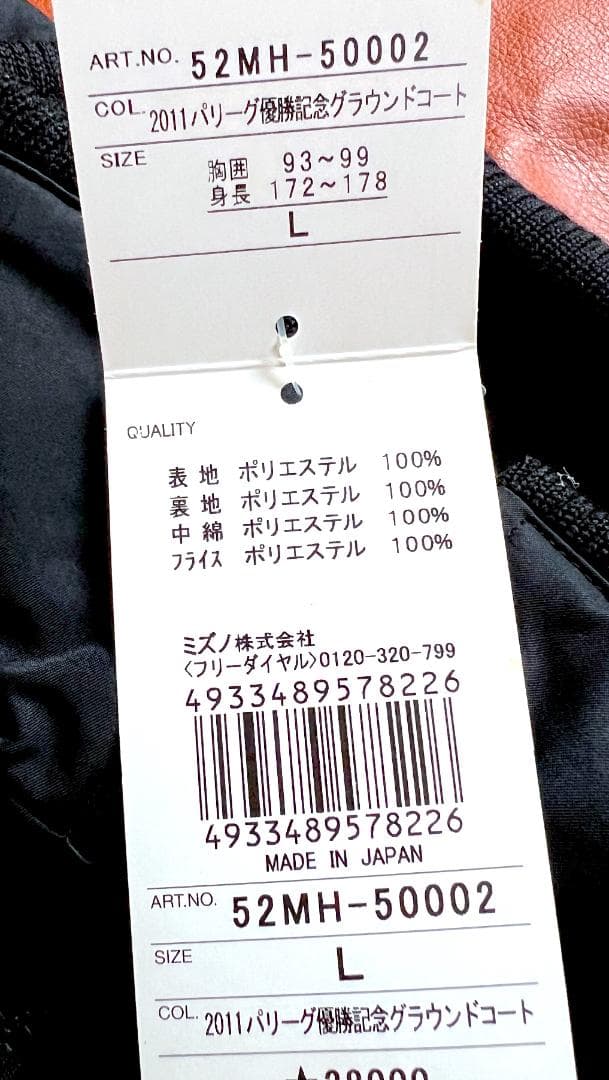 ART.NO. 52MH-50002
COL. 2011パリーグ優勝記念グラウンドコート
SIZE 胸囲 93~99
身長 172~178
L
QUALITY
表地 ポリエステル 100%
裏地 ポリエステル 100%
中綿 ポリエステル 100%
フライス ポリエステル 100%
ミズノ株式会社
〈フリーダイヤル〉0120-320-799
4933489578226
4933489578226
MADE IN JAPAN
ART.NO. 52MH-50002
SIZE L
COL. 2011パリーグ優勝記念グラウンドコート